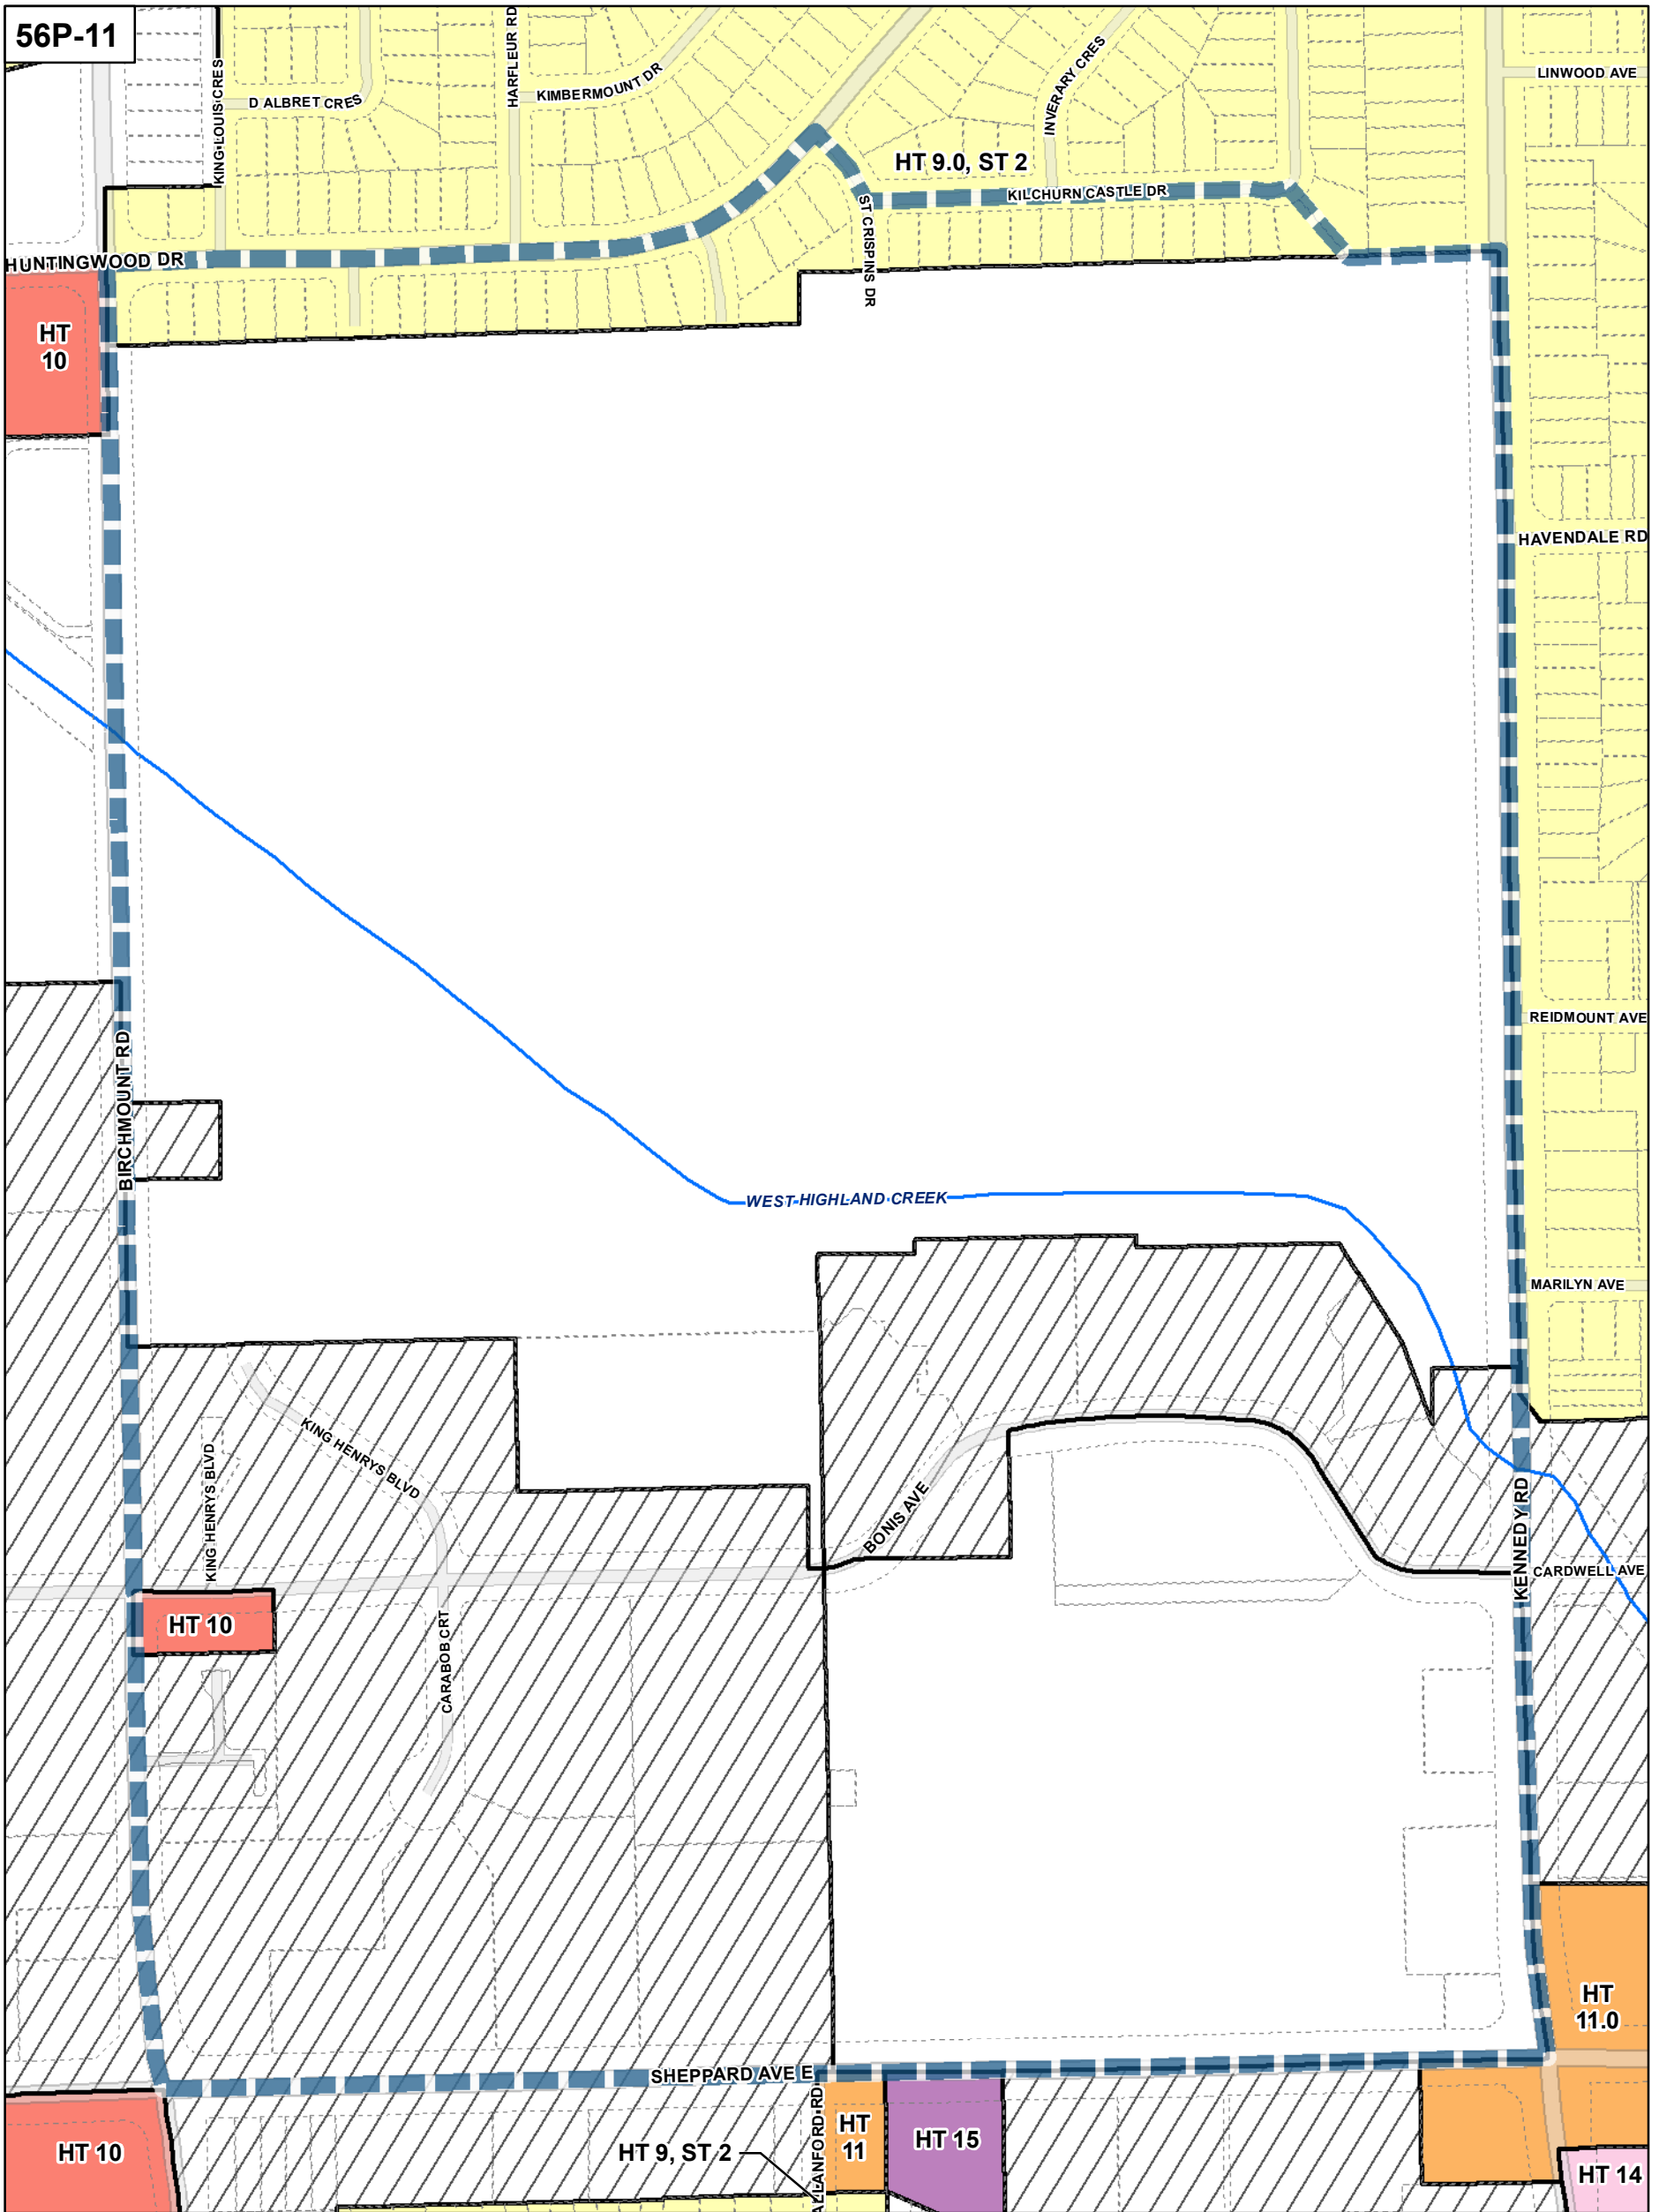 56P-11
LINWOOD AVE
HARFLEUR RD
KIMBERMOUNT DR
INVERARY CRES
D ALBRET CRES
KING LOUIS CRES
HT 9.0, ST 2
KILCHURN CASTLE DR
ST CRISPINS DR
HUNTINGWOOD DR
HT
10
HAVENDALE RD
REIDMOUNT AVE
BIRCHMOUNT RD
WEST HIGHLAND CREEK
MARILYN AVE
KING HENRYS BLVD
KING HENRYS BLVD
BONIS AVE
KENNEDY RD
CARDWELL AVE
HT 10
CARABOB CRT
HT
11.0
SHEPPARD AVE E
ALLANFORD RD
HT
11
HT 15
HT 10
HT 9, ST 2
HT 14